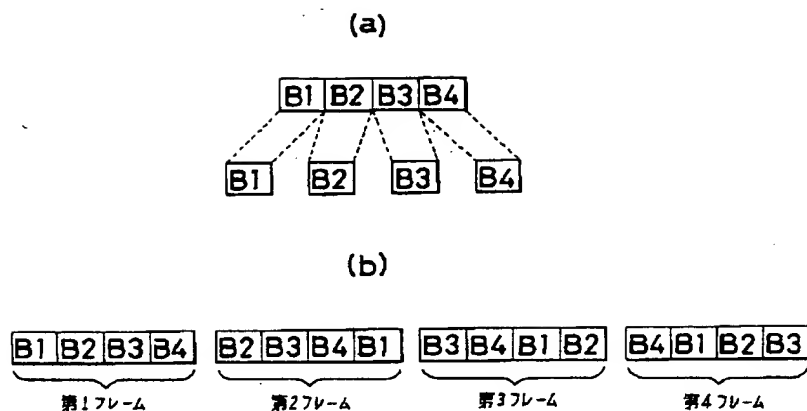 (a)
B1 B2 B3 B4
B1 B2 B3 B4
(b)
B1 B2 B3 B4 B2 B3 B4 B1 B3 B4 B1 B2 B4 B1 B2 B3
第1フレーム 第2フレーム 第3フレーム 第4フレーム